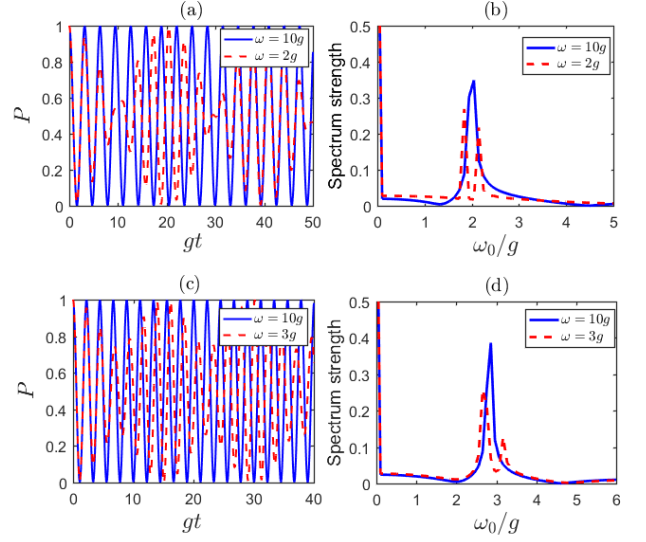 (a)
1
0.8
0.6
0.4
0.2
0
P
0 10 20 30 40 50
gt
ω = 10g
ω = 2g
(b)
0.5
0.4
0.3
0.2
0.1
0
Spectrum strength
0 1 2 3 4 5
ω₀/g
ω = 10g
ω = 2g
(c)
1
0.8
0.6
0.4
0.2
0
P
0 10 20 30 40
gt
ω = 10g
ω = 3g
(d)
0.5
0.4
0.3
0.2
0.1
0
Spectrum strength
0 1 2 3 4 5 6
ω₀/g
ω = 10g
ω = 3g